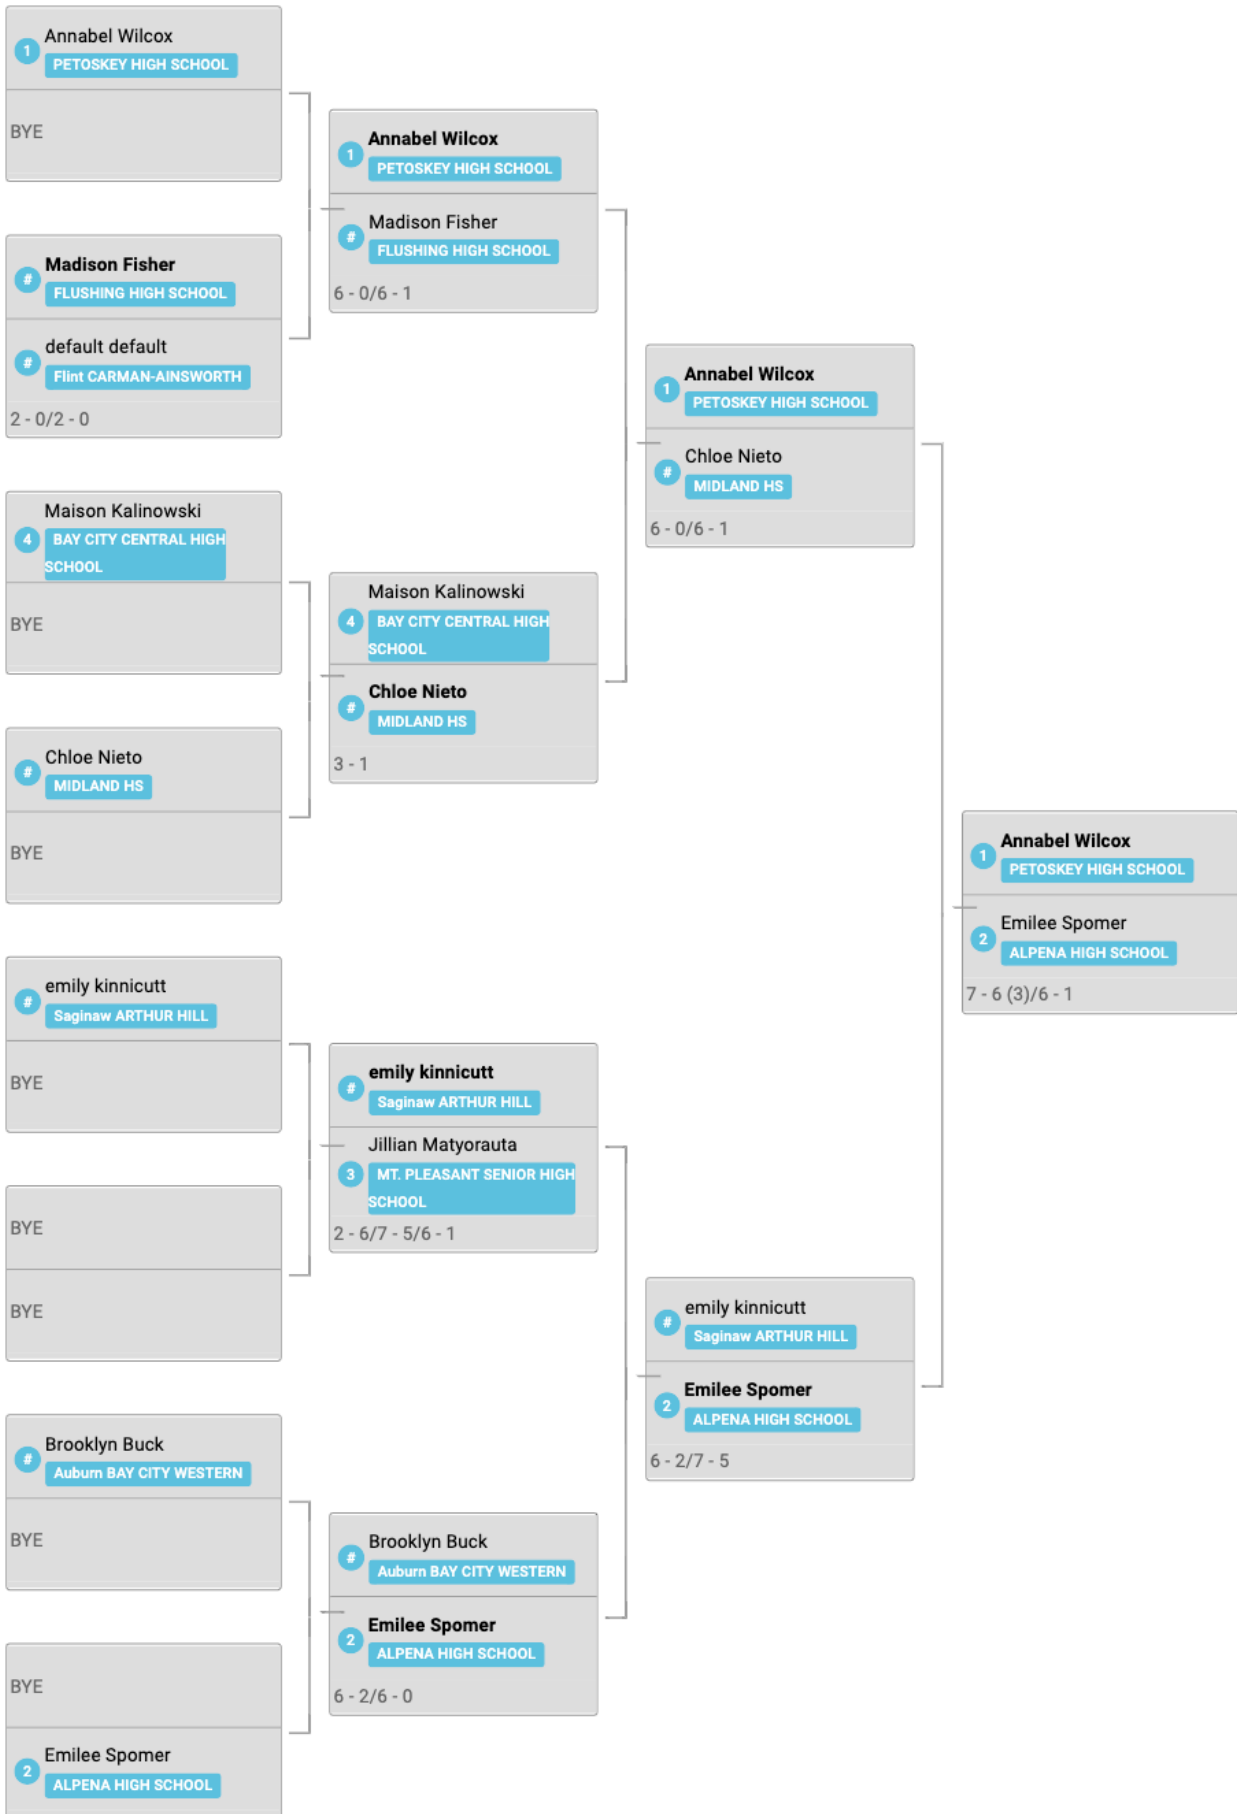 1
Annabel Wilcox
PETOSKEY HIGH SCHOOL
BYE
#
Madison Fisher
FLUSHING HIGH SCHOOL
#
default default
Flint CARMAN-AINSWORTH
2 - 0/2 - 0
4
Maison Kalinowski
BAY CITY CENTRAL HIGH
SCHOOL
BYE
#
Chloe Nieto
MIDLAND HS
BYE
#
emily kinnicutt
Saginaw ARTHUR HILL
BYE
BYE
BYE
#
Brooklyn Buck
Auburn BAY CITY WESTERN
BYE
BYE
2
Emilee Spomer
ALPENA HIGH SCHOOL
1
Annabel Wilcox
PETOSKEY HIGH SCHOOL
#
Madison Fisher
FLUSHING HIGH SCHOOL
6 - 0/6 - 1
4
Maison Kalinowski
BAY CITY CENTRAL HIGH
SCHOOL
#
Chloe Nieto
MIDLAND HS
3 - 1
#
emily kinnicutt
Saginaw ARTHUR HILL
3
Jillian Matyorauta
MT. PLEASANT SENIOR HIGH
SCHOOL
2 - 6/7 - 5/6 - 1
#
Brooklyn Buck
Auburn BAY CITY WESTERN
2
Emilee Spomer
ALPENA HIGH SCHOOL
6 - 2/6 - 0
1
Annabel Wilcox
PETOSKEY HIGH SCHOOL
#
Chloe Nieto
MIDLAND HS
6 - 0/6 - 1
#
emily kinnicutt
Saginaw ARTHUR HILL
2
Emilee Spomer
ALPENA HIGH SCHOOL
6 - 2/7 - 5
1
Annabel Wilcox
PETOSKEY HIGH SCHOOL
2
Emilee Spomer
ALPENA HIGH SCHOOL
7 - 6 (3)/6 - 1